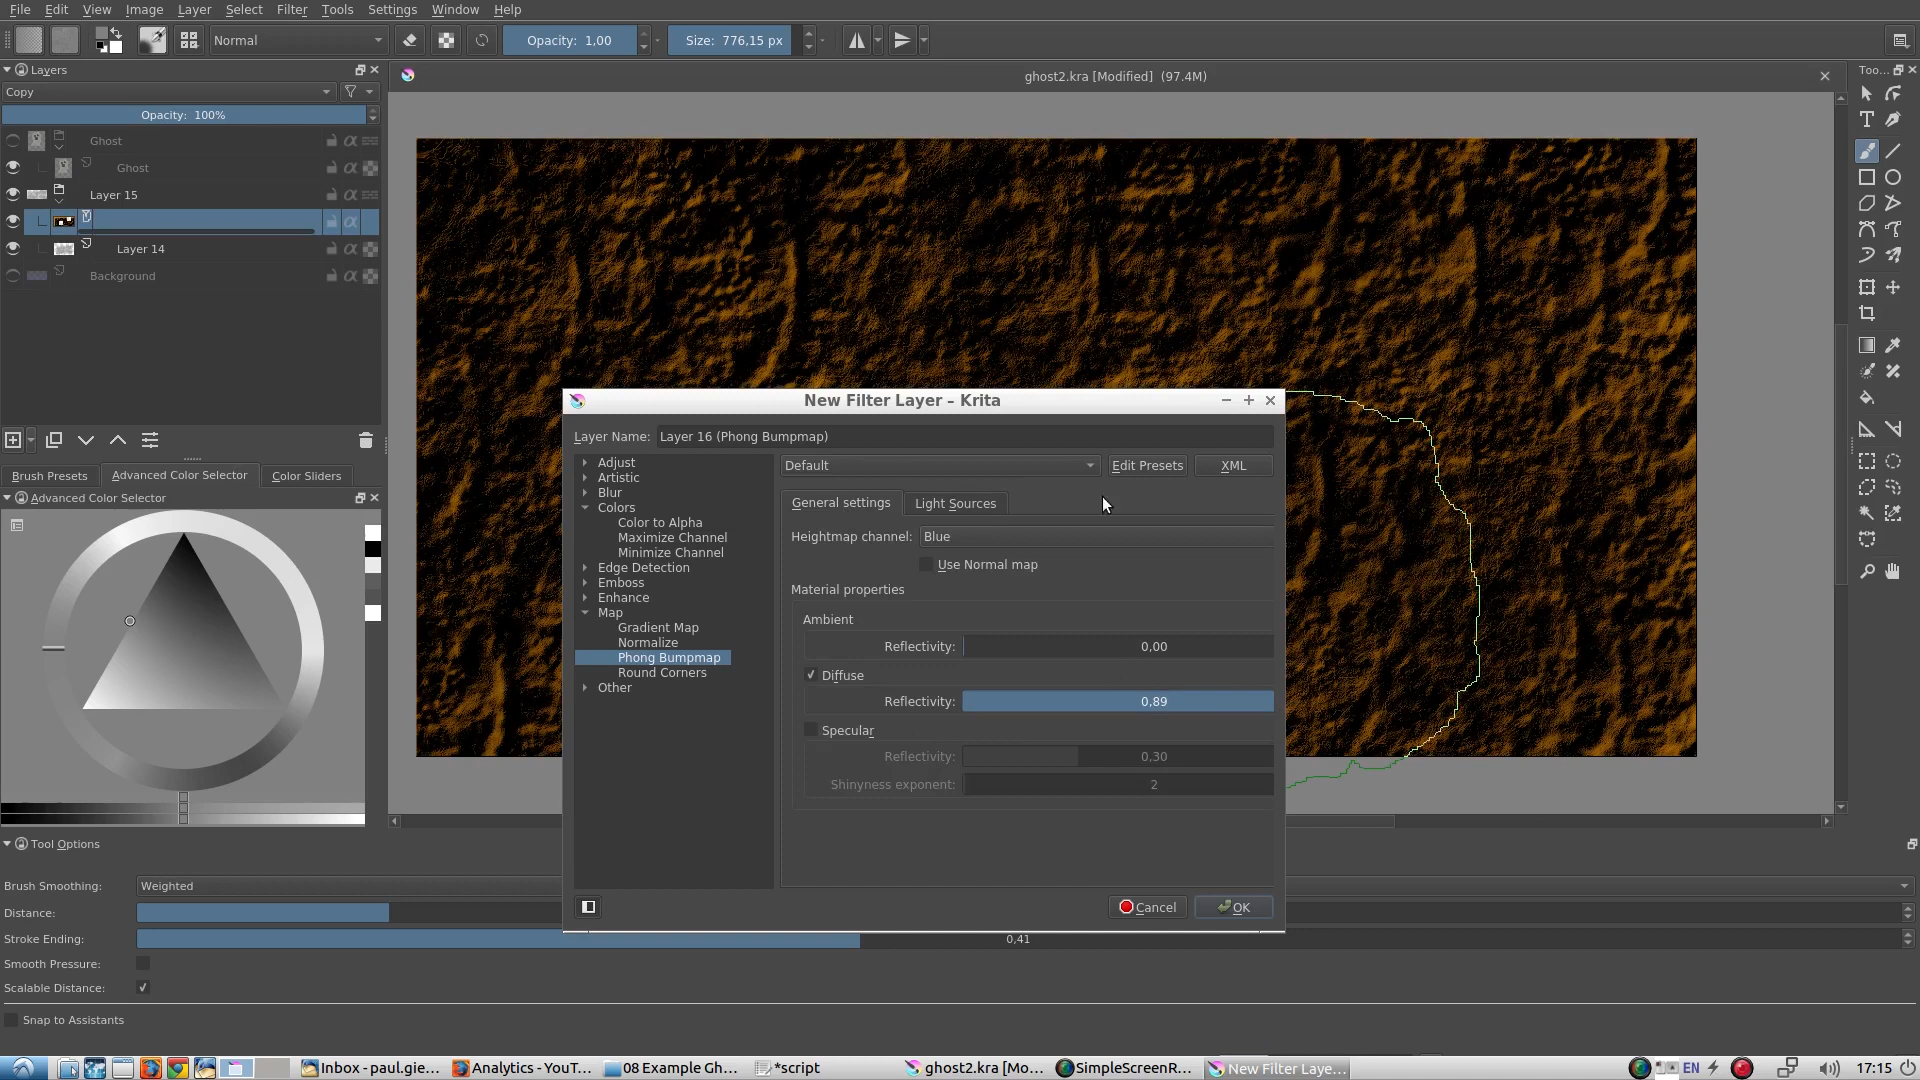 File Edit View Image Layer Select Filter Tools Settings Window Help
Normal
Opacity: 1,00
Size: 776,15 px
Layers
Copy
Opacity: 100%
Ghost
Ghost
Layer 15
Layer 14
Background
ghost2.kra [Modified] (97.4M)
Too...
Brush Presets
Advanced Color Selector
Color Sliders
Advanced Color Selector
New Filter Layer – Krita
Layer Name: Layer 16 (Phong Bumpmap)
Adjust
Artistic
Blur
Colors
Color to Alpha
Maximize Channel
Minimize Channel
Edge Detection
Emboss
Enhance
Map
Gradient Map
Normalize
Phong Bumpmap
Round Corners
Other
Default
Edit Presets
XML
General settings
Light Sources
Heightmap channel: Blue
Use Normal map
Material properties
Ambient
Reflectivity: 0,00
Diffuse
Reflectivity: 0,89
Specular
Reflectivity: 0,30
Shinyness exponent: 2
Cancel
OK
Tool Options
Brush Smoothing: Weighted
Distance:
Stroke Ending: 0,41
Smooth Pressure:
Scalable Distance:
Snap to Assistants
Inbox - paul.gie...
Analytics - YouT...
08 Example Gh...
*script
ghost2.kra [Mo...
SimpleScreenR...
New Filter Laye...
EN
17:15